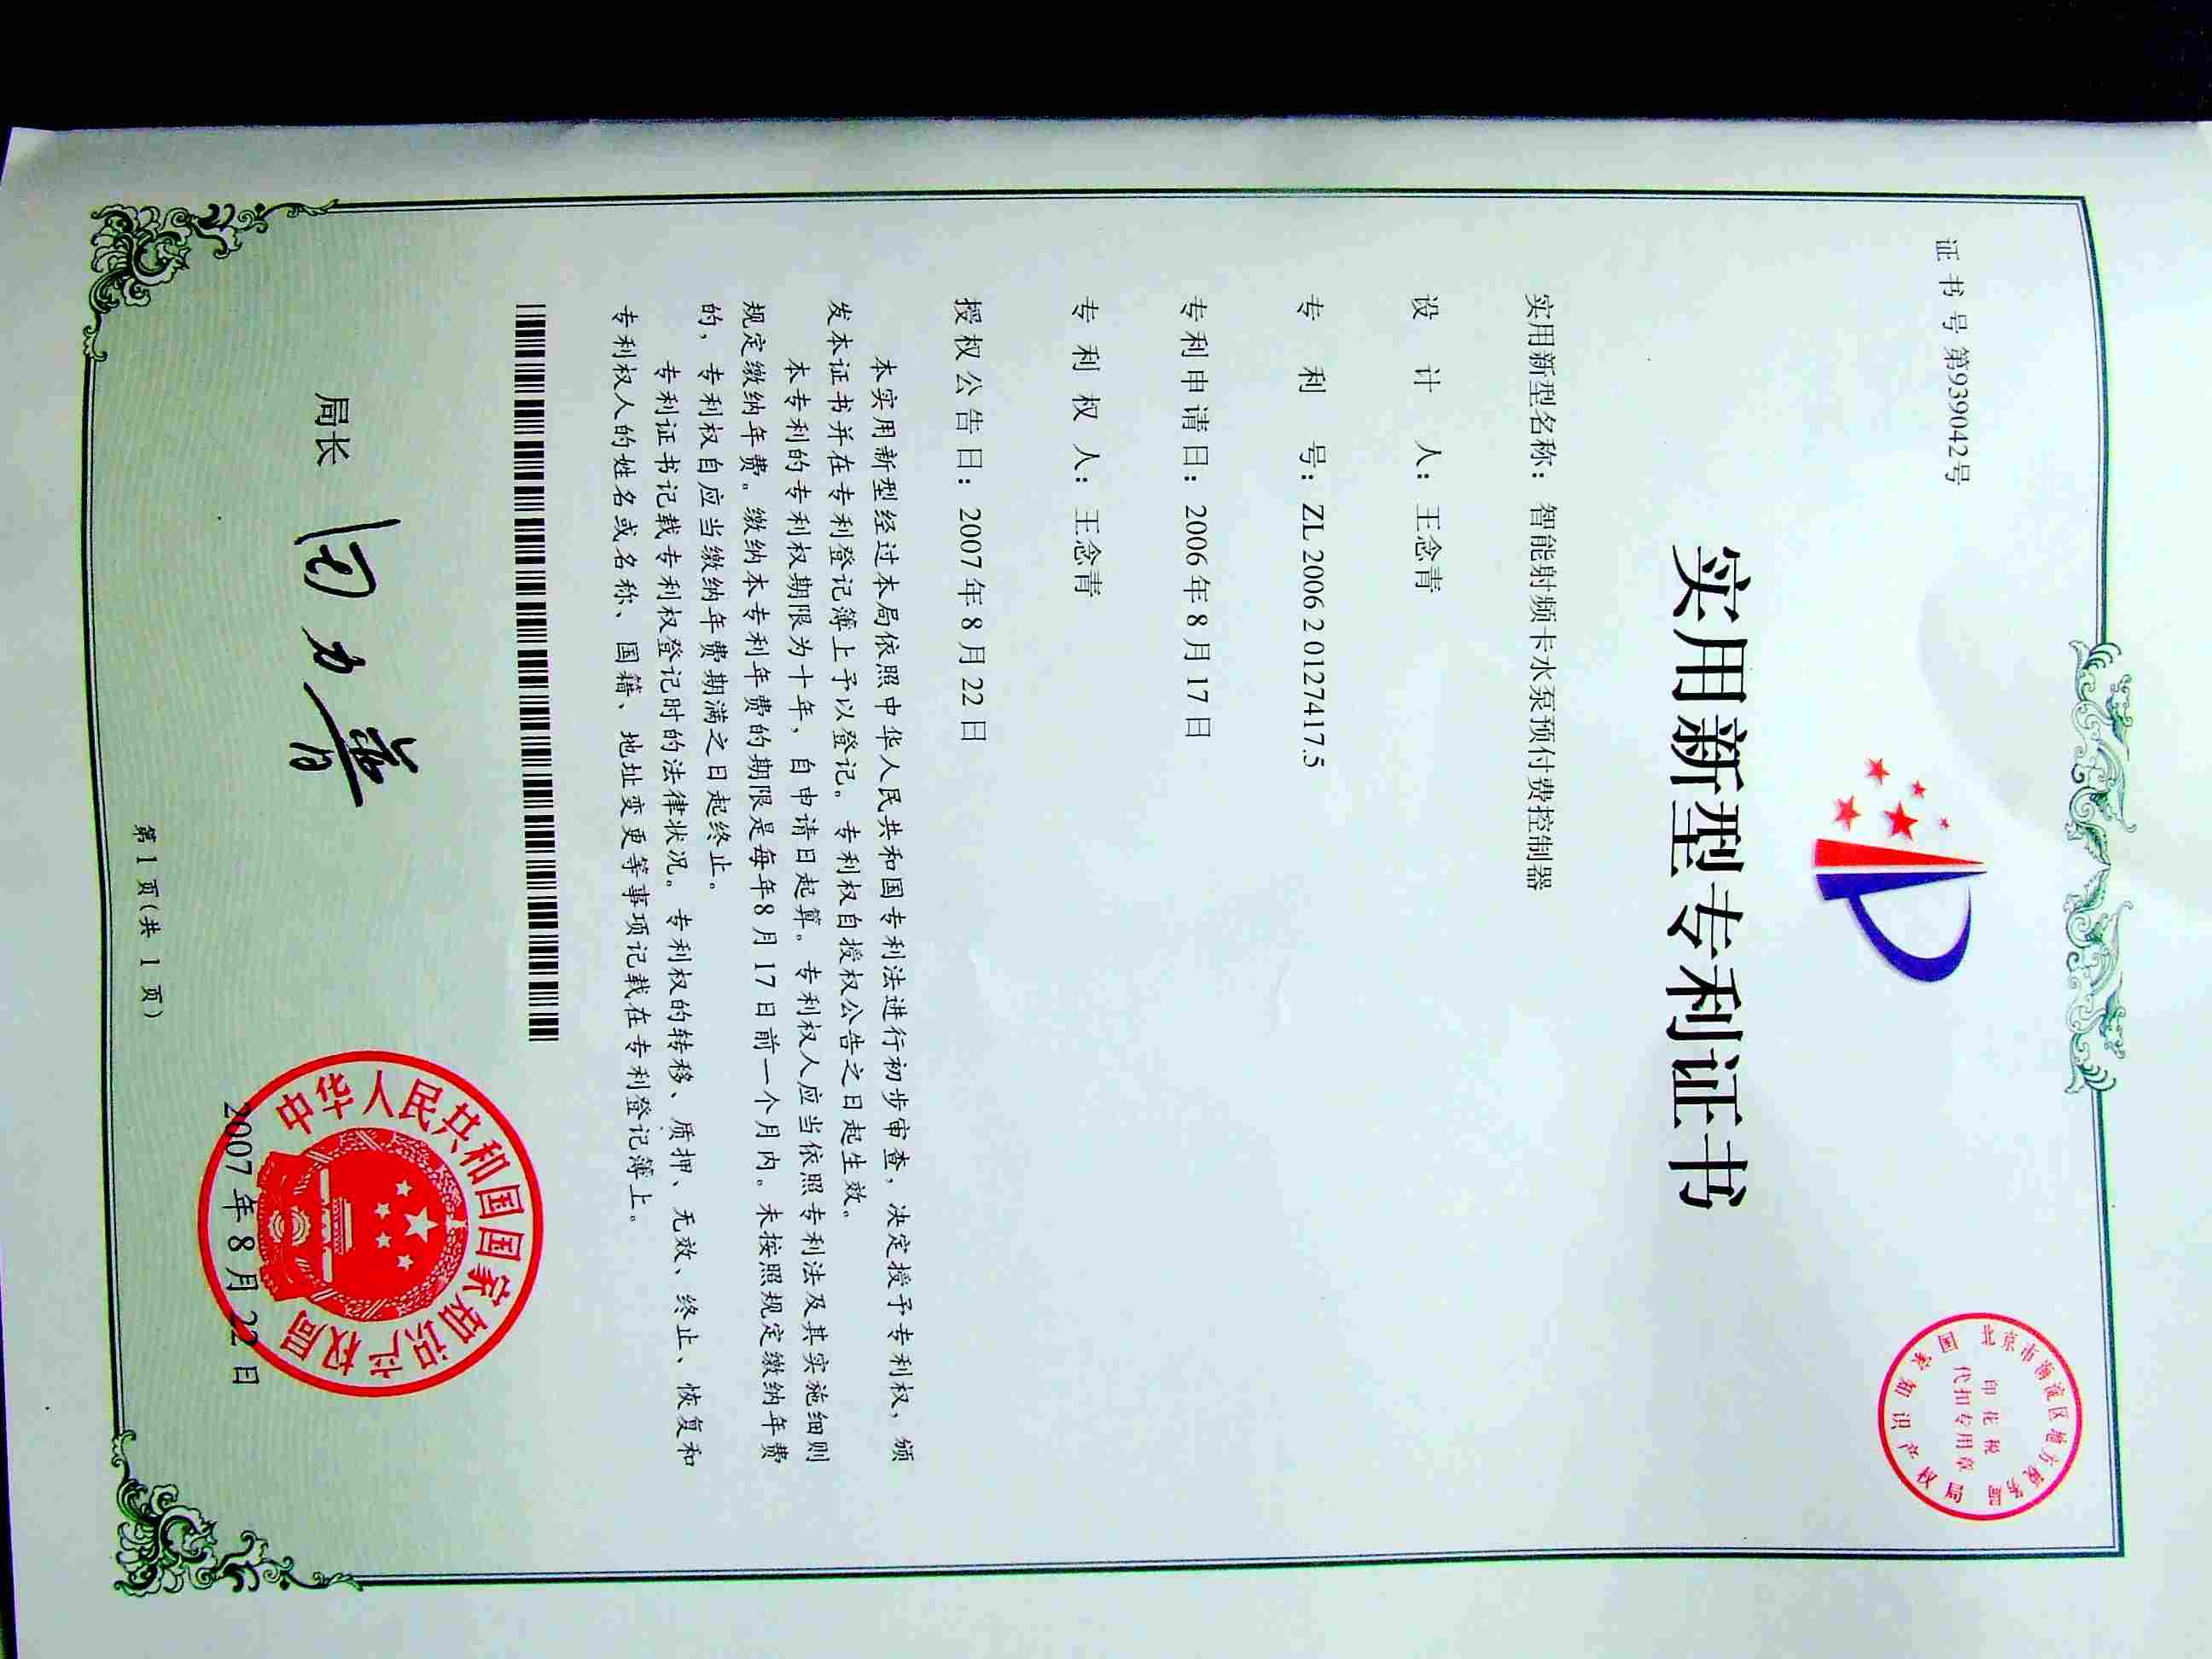 证书号第939042号
北京市海淀区地方税务局
印花税
代扣专用章
国家知识产权局
实用新型专利证书
实用新型名称：智能射频卡水泵预付费控制器
设计人：王念青
专利号：ZL 2006 2 0127417.5
专利申请日：2006年8月17日
专利权人：王念青
授权公告日：2007年8月22日
本实用新型经过本局依照中华人民共和国专利法进行初步审查，决定授予专利权，颁
发本证书并在专利登记簿上予以登记。专利权自授权公告之日起生效。
本专利的专利权期限为十年，自申请日起算。专利权人应当依照专利法及其实施细则
规定缴纳年费。缴纳本专利年费的期限是每年8月17日前一个月内。未按照规定缴纳年费
的，专利权自应当缴纳年费期满之日起终止。
专利证书记载专利权登记时的法律状况。专利权的转移、质押、无效、终止、恢复和
专利权人的姓名或名称、国籍、地址变更等事项记载在专利登记簿上。
局长
田力普
中华人民共和国国家知识产权局
2007年8月22日
第1页(共1页)